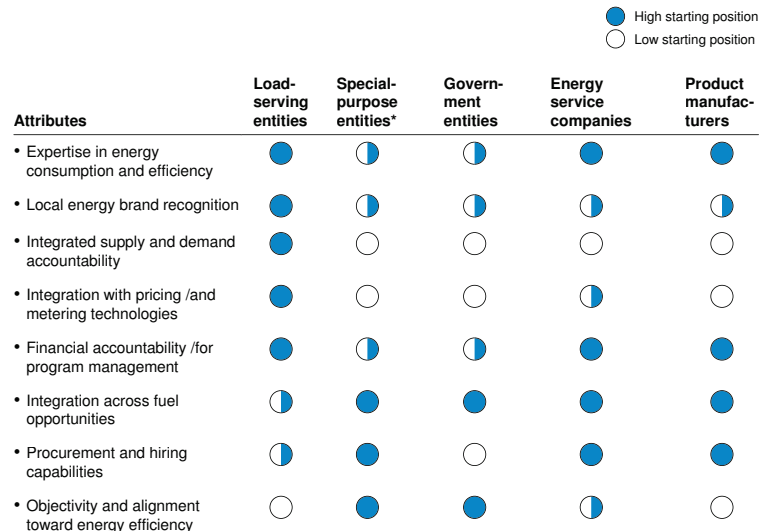 High starting position
Low starting position
Load-
serving
entities
Special-
purpose
entities*
Govern-
ment
entities
Energy
service
companies
Product
manufac-
turers
Attributes
• Expertise in energy
consumption and efficiency
• Local energy brand recognition
• Integrated supply and demand
accountability
• Integration with pricing /and
metering technologies
• Financial accountability /for
program management
• Integration across fuel
opportunities
• Procurement and hiring
capabilities
• Objectivity and alignment
toward energy efficiency